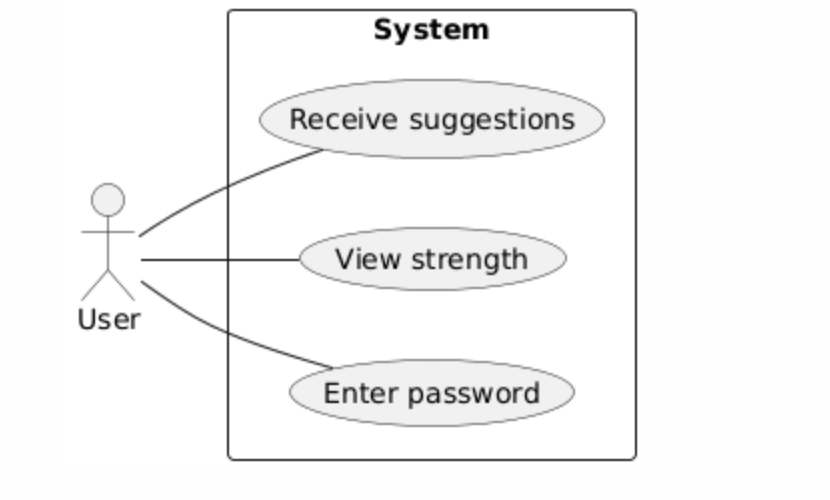 System
Receive suggestions
View strength
User
Enter password